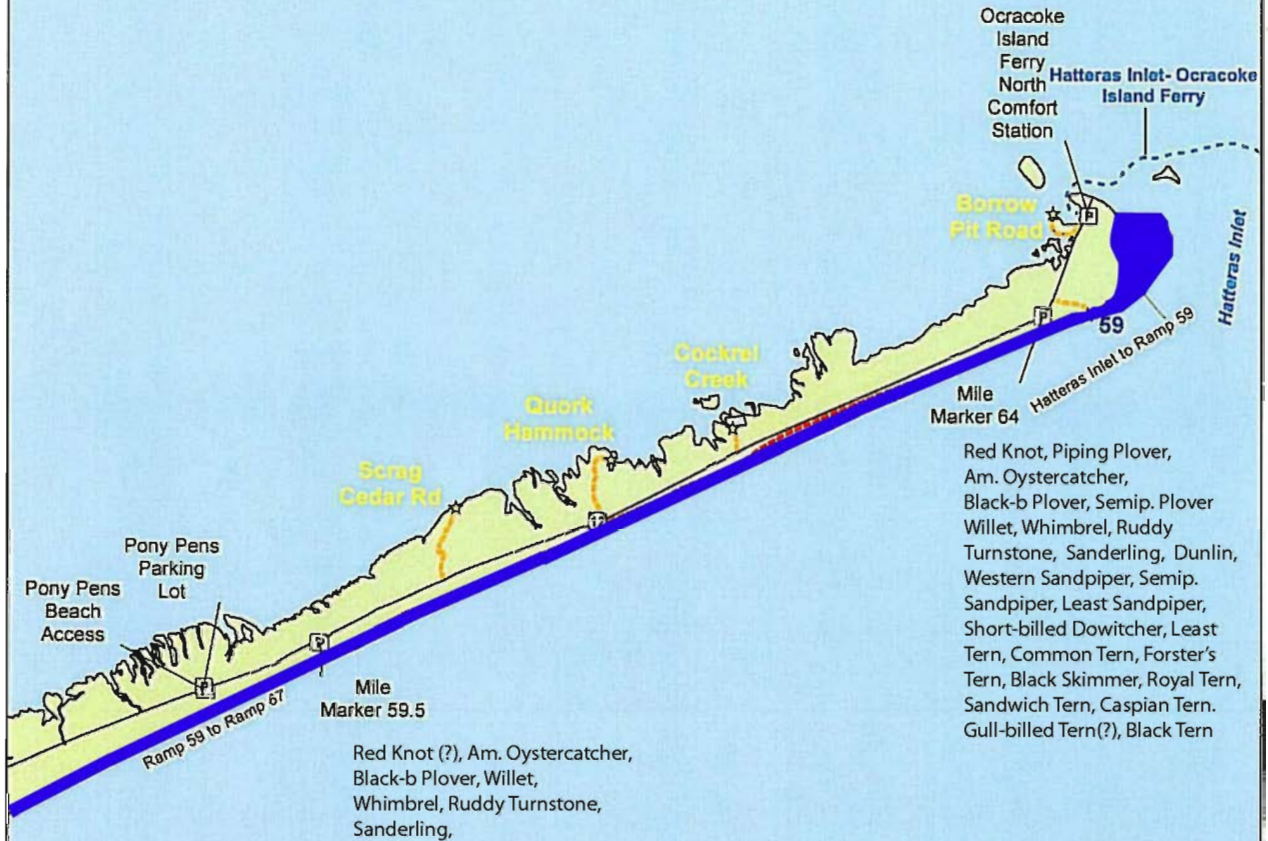 Ocracoke
Island
Ferry
North
Comfort
Station
Hatteras Inlet- Ocracoke
Island Ferry
Borrow
Pit Road
P
Hatteras Inlet
P
59
Hatteras Inlet to Ramp 59
Mile
Marker 64
Cockrel
Creek
Quork
Hammock
Scrag
Cedar Rd
Pony Pens
Parking
Lot
Pony Pens
Beach
Access
P
P
Mile
Marker 59.5
Ramp 59 to Ramp 67
Red Knot, Piping Plover,
Am. Oystercatcher,
Black-b Plover, Semip. Plover
Willet, Whimbrel, Ruddy
Turnstone, Sanderling, Dunlin,
Western Sandpiper, Semip.
Sandpiper, Least Sandpiper,
Short-billed Dowitcher, Least
Tern, Common Tern, Forster's
Tern, Black Skimmer, Royal Tern,
Sandwich Tern, Caspian Tern.
Gull-billed Tern(?), Black Tern
Red Knot (?), Am. Oystercatcher,
Black-b Plover, Willet,
Whimbrel, Ruddy Turnstone,
Sanderling,